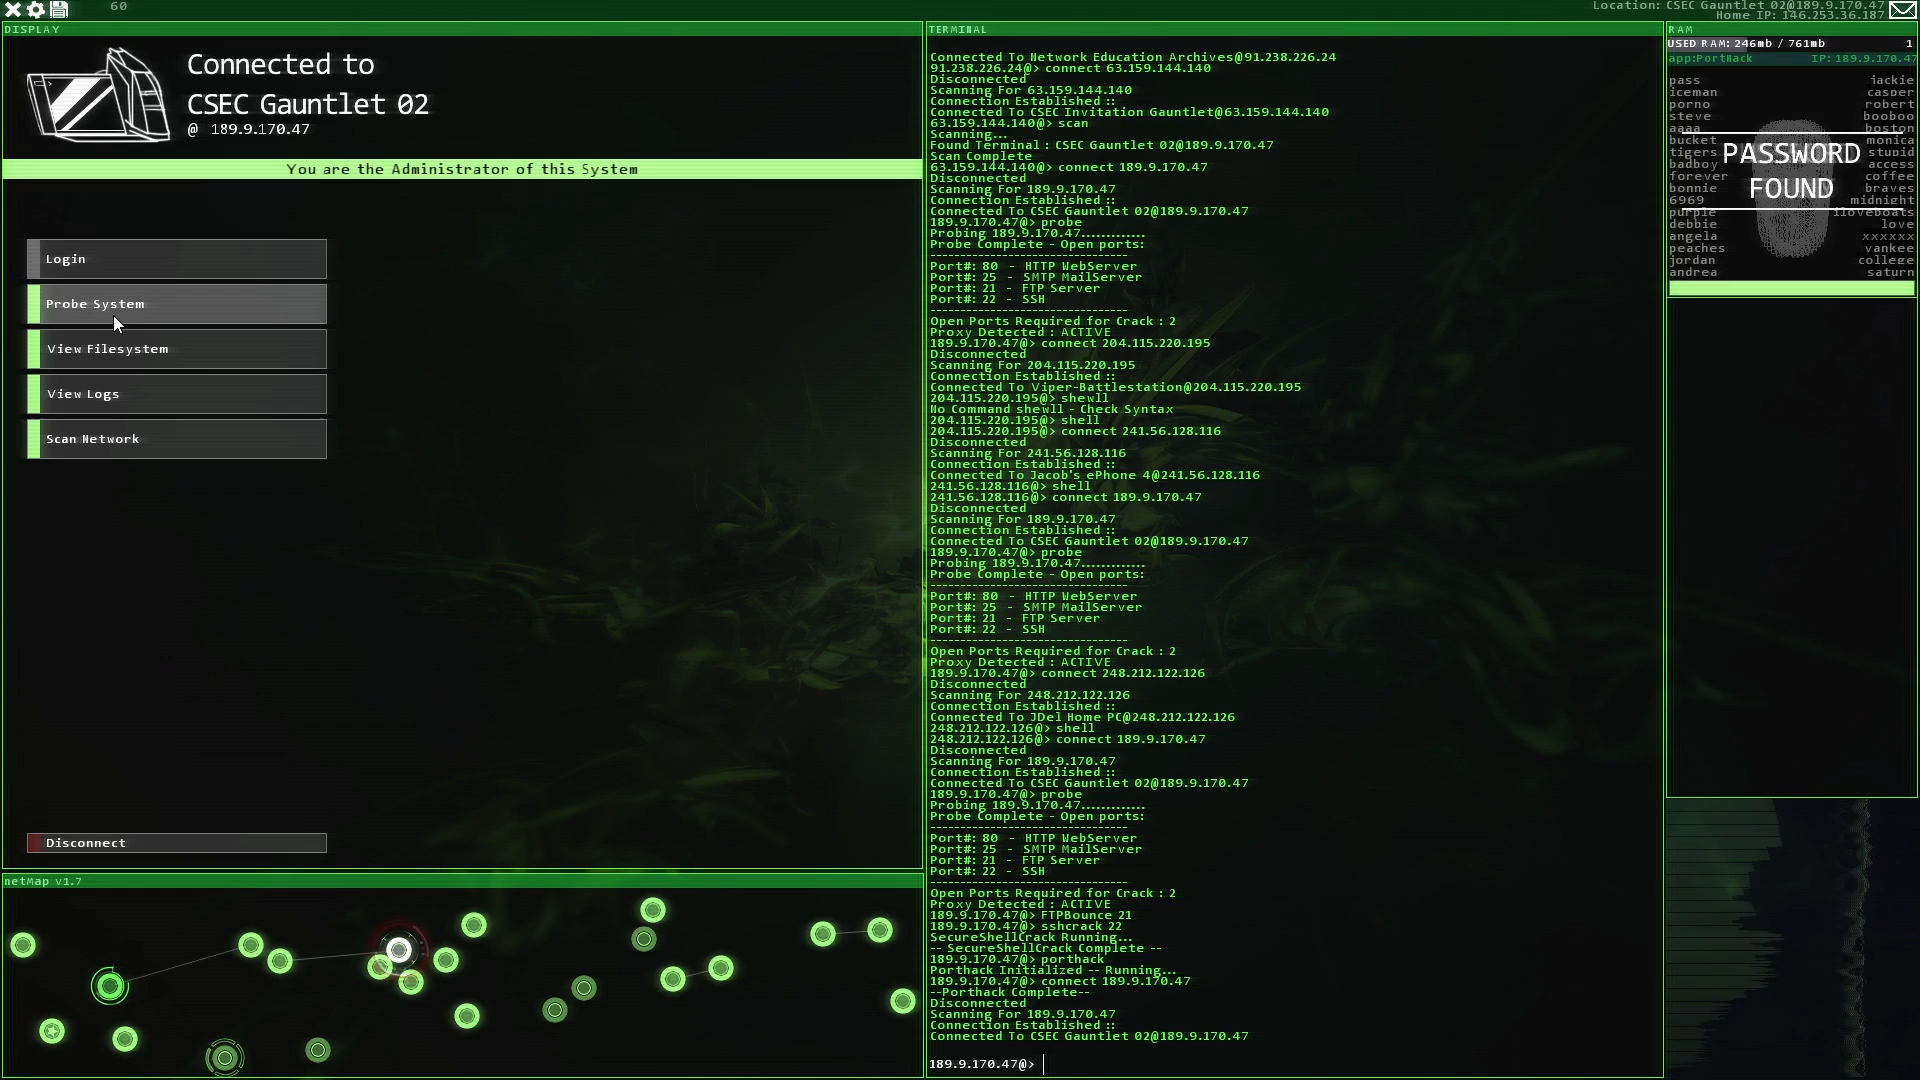 60
Location: CSEC Gauntlet 02@189.9.170.47
Home IP: 146.253.36.187
DISPLAY
Connected to
CSEC Gauntlet 02
@ 189.9.170.47
You are the Administrator of this System
Login
Probe System
View Filesystem
View Logs
Scan Network
Disconnect
netMap v1.7
TERMINAL
Connected To Network Education Archives@91.238.226.24
91.238.226.24@> connect 63.159.144.140
Disconnected
Scanning For 63.159.144.140
Connection Established ::
Connected To CSEC Invitation Gauntlet@63.159.144.140
63.159.144.140@> scan
Scanning...
Found Terminal : CSEC Gauntlet 02@189.9.170.47
Scan Complete
63.159.144.140@> connect 189.9.170.47
Disconnected
Scanning For 189.9.170.47
Connection Established ::
Connected To CSEC Gauntlet 02@189.9.170.47
189.9.170.47@> probe
Probing 189.9.170.47.............
Probe Complete - Open ports:
---------------------------------
Port#: 80 - HTTP WebServer
Port#: 25 - SMTP MailServer
Port#: 21 - FTP Server
Port#: 22 - SSH
---------------------------------
Open Ports Required for Crack : 2
Proxy Detected : ACTIVE
189.9.170.47@> connect 204.115.220.195
Disconnected
Scanning For 204.115.220.195
Connection Established ::
Connected To Viper-Battlestation@204.115.220.195
204.115.220.195@> shewll
No Command shewll - Check Syntax
204.115.220.195@> shell
204.115.220.195@> connect 241.56.128.116
Disconnected
Scanning For 241.56.128.116
Connection Established ::
Connected To Jacob's ePhone 4@241.56.128.116
241.56.128.116@> shell
241.56.128.116@> connect 189.9.170.47
Disconnected
Scanning For 189.9.170.47
Connection Established ::
Connected To CSEC Gauntlet 02@189.9.170.47
189.9.170.47@> probe
Probing 189.9.170.47.............
Probe Complete - Open ports:
---------------------------------
Port#: 80 - HTTP WebServer
Port#: 25 - SMTP MailServer
Port#: 21 - FTP Server
Port#: 22 - SSH
---------------------------------
Open Ports Required for Crack : 2
Proxy Detected : ACTIVE
189.9.170.47@> connect 248.212.122.126
Disconnected
Scanning For 248.212.122.126
Connection Established ::
Connected To JDel Home PC@248.212.122.126
248.212.122.126@> shell
248.212.122.126@> connect 189.9.170.47
Disconnected
Scanning For 189.9.170.47
Connection Established ::
Connected To CSEC Gauntlet 02@189.9.170.47
189.9.170.47@> probe
Probing 189.9.170.47.............
Probe Complete - Open ports:
---------------------------------
Port#: 80 - HTTP WebServer
Port#: 25 - SMTP MailServer
Port#: 21 - FTP Server
Port#: 22 - SSH
---------------------------------
Open Ports Required for Crack : 2
Proxy Detected : ACTIVE
189.9.170.47@> FTPBounce 21
189.9.170.47@> sshcrack 22
SecureShellCrack Running...
-- SecureShellCrack Complete --
189.9.170.47@> porthack
Porthack Initialized -- Running...
189.9.170.47@> connect 189.9.170.47
--Porthack Complete--
Disconnected
Scanning For 189.9.170.47
Connection Established ::
Connected To CSEC Gauntlet 02@189.9.170.47
189.9.170.47@>
RAM
USED RAM: 246mb / 761mb 1
app:PortHack IP: 189.9.170.47
pass jackie
iceman casper
porno robert
steve booboo
aaaa boston
bucket monica
tigers stupid
badboy access
forever coffee
bonnie braves
6969 midnight
purple iloveboats
debbie love
angela xxxxxx
peaches yankee
jordan college
andrea saturn
PASSWORD
FOUND